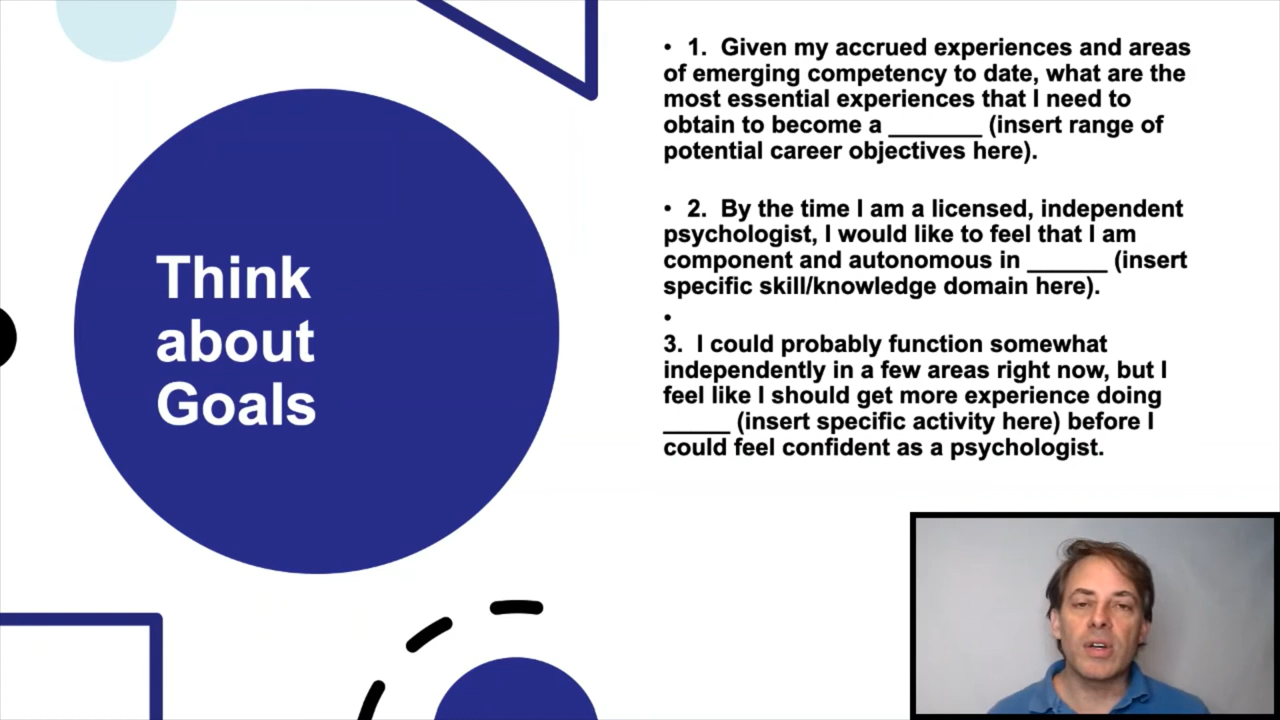 Think
about
Goals
• 1. Given my accrued experiences and areas
of emerging competency to date, what are the
most essential experiences that I need to
obtain to become a _______ (insert range of
potential career objectives here).
• 2. By the time I am a licensed, independent
psychologist, I would like to feel that I am
component and autonomous in ______ (insert
specific skill/knowledge domain here).
•
3. I could probably function somewhat
independently in a few areas right now, but I
feel like I should get more experience doing
_____ (insert specific activity here) before I
could feel confident as a psychologist.